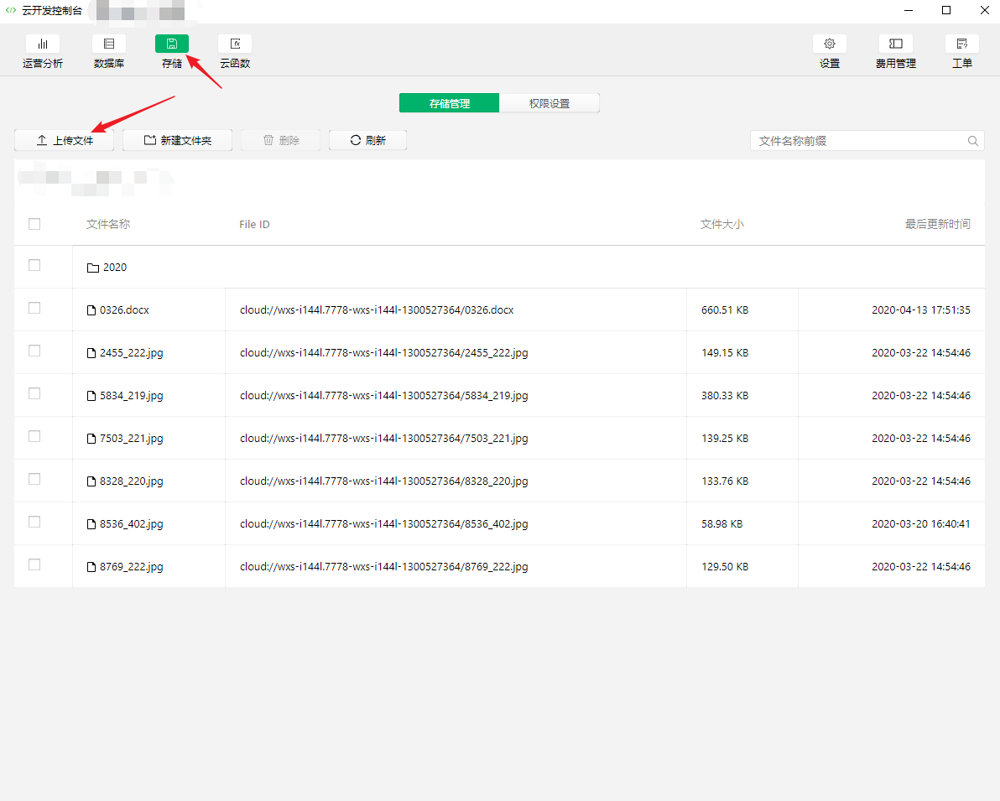 云开发控制台
运营分析 数据库 存储 云函数 设置 费用管理 工单
存储管理 权限设置
上传文件 新建文件夹 删除 刷新 文件名称前缀
文件名称 File ID 文件大小 最后更新时间
2020
0326.docx cloud://wxs-i144l.7778-wxs-i144l-1300527364/0326.docx 660.51 KB 2020-04-13 17:51:35
2455_222.jpg cloud://wxs-i144l.7778-wxs-i144l-1300527364/2455_222.jpg 149.15 KB 2020-03-22 14:54:46
5834_219.jpg cloud://wxs-i144l.7778-wxs-i144l-1300527364/5834_219.jpg 380.33 KB 2020-03-22 14:54:46
7503_221.jpg cloud://wxs-i144l.7778-wxs-i144l-1300527364/7503_221.jpg 139.25 KB 2020-03-22 14:54:46
8328_220.jpg cloud://wxs-i144l.7778-wxs-i144l-1300527364/8328_220.jpg 133.76 KB 2020-03-22 14:54:46
8536_402.jpg cloud://wxs-i144l.7778-wxs-i144l-1300527364/8536_402.jpg 58.98 KB 2020-03-20 16:40:41
8769_222.jpg cloud://wxs-i144l.7778-wxs-i144l-1300527364/8769_222.jpg 129.50 KB 2020-03-22 14:54:46